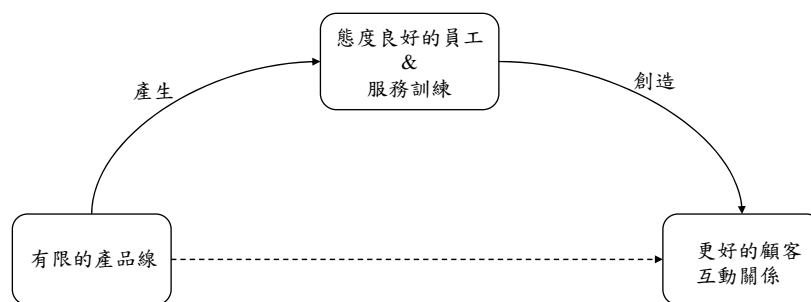 態度良好的員工
&
服務訓練
產生
創造
有限的產品線
更好的顧客
互動關係